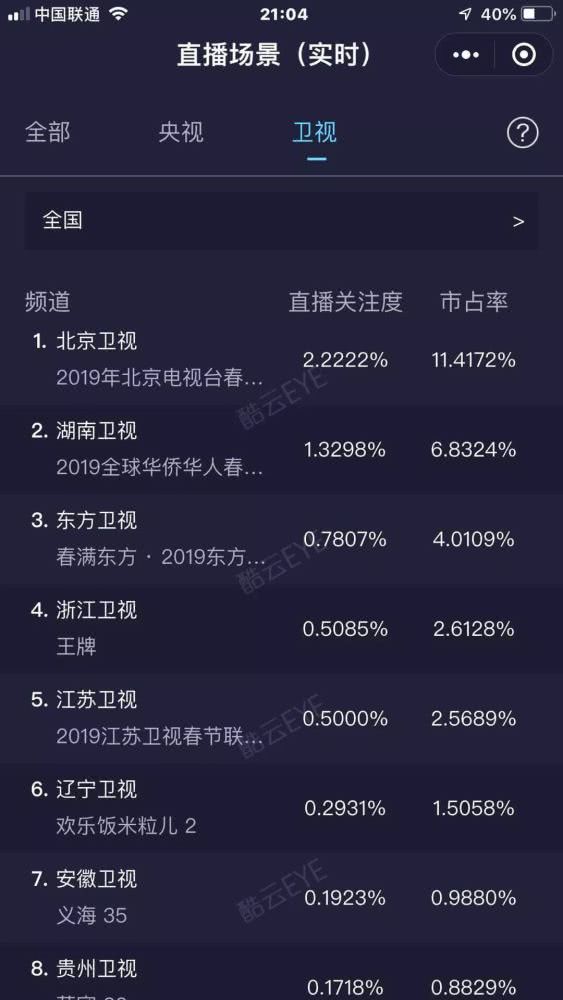 中国联通 21:04 40%
直播场景（实时）
全部 央视 卫视 ?
全国 >
频道 直播关注度 市占率
1. 北京卫视
2019年北京电视台春... 2.2222% 11.4172%
2. 湖南卫视
2019全球华侨华人春... 1.3298% 6.8324%
3. 东方卫视
春满东方 · 2019东方... 0.7807% 4.0109%
4. 浙江卫视
王牌 0.5085% 2.6128%
5. 江苏卫视
2019江苏卫视春节联... 0.5000% 2.5689%
6. 辽宁卫视
欢乐饭米粒儿 2 0.2931% 1.5058%
7. 安徽卫视
义海 35 0.1923% 0.9880%
8. 贵州卫视
0.1718% 0.8829%
酷云EYE
酷云EYE
酷云EYE
酷云EYE